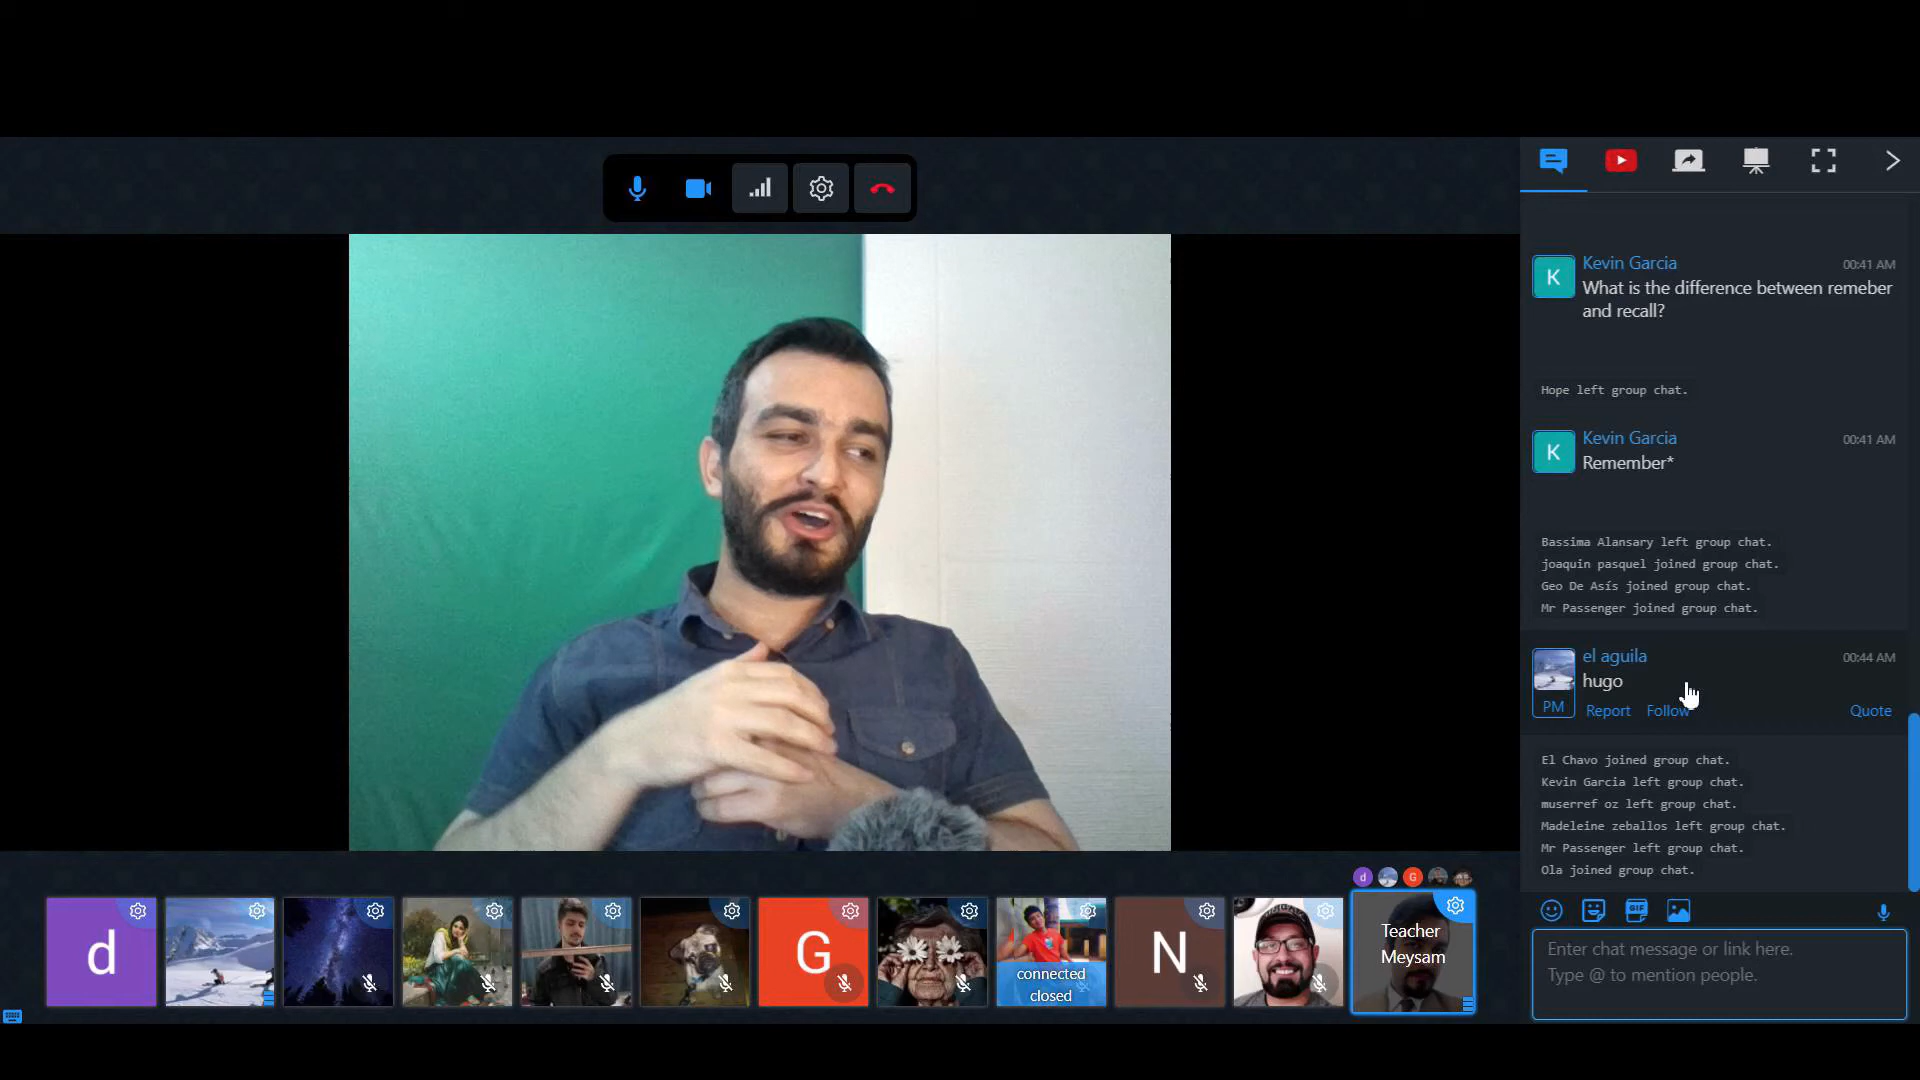 Kevin Garcia
00:41 AM
K
What is the difference between remeber
and recall?
Hope left group chat.
Kevin Garcia
00:41 AM
K
Remember*
Bassima Alansary left group chat.
joaquin pasquel joined group chat.
Geo De Asís joined group chat.
Mr Passenger joined group chat.
el aguila
00:44 AM
hugo
PM
Report
Follow
Quote
El Chavo joined group chat.
Kevin Garcia left group chat.
muserref oz left group chat.
Madeleine zeballos left group chat.
Mr Passenger left group chat.
Ola joined group chat.
GIF
Enter chat message or link here.
Type @ to mention people.
d
G
d
G
connected
closed
N
Teacher
Meysam